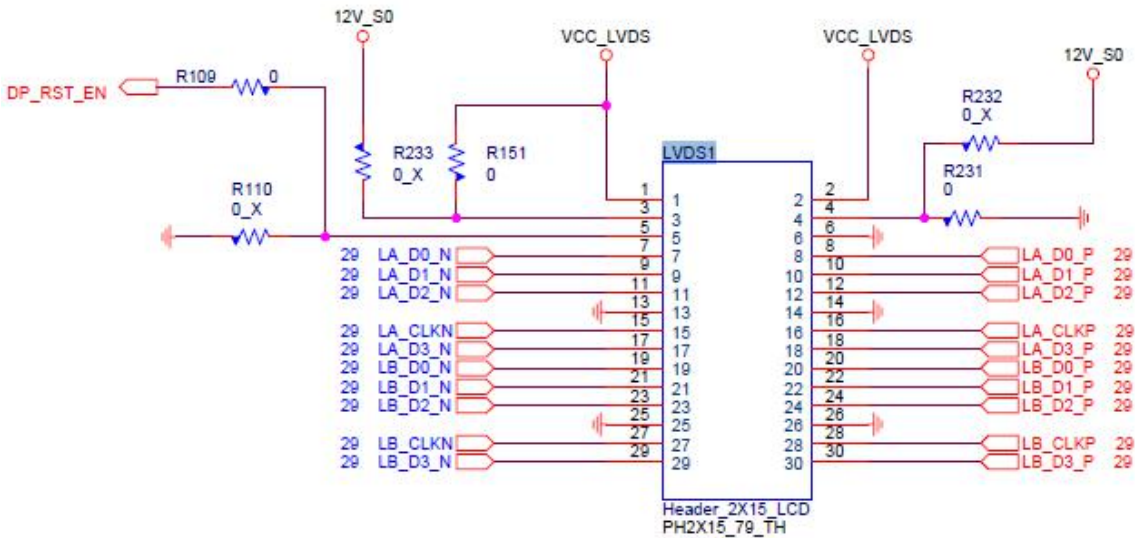 12V_S0
VCC_LVDS
VCC_LVDS
12V_S0
DP_RST_EN
R109
0
R232
0_X
R233
0_X
R151
0
LVDS1
R231
0
R110
0_X
1 1 2 2
3 3 4 4
5 5 6 6
29 LA_D0_N 7 7 8 8 LA_D0_P 29
29 LA_D1_N 9 9 10 10 LA_D1_P 29
29 LA_D2_N 11 11 12 12 LA_D2_P 29
13 13 14 14
29 LA_CLKN 15 15 16 16 LA_CLKP 29
29 LA_D3_N 17 17 18 18 LA_D3_P 29
29 LB_D0_N 19 19 20 20 LB_D0_P 29
29 LB_D1_N 21 21 22 22 LB_D1_P 29
29 LB_D2_N 23 23 24 24 LB_D2_P 29
25 25 26 26
29 LB_CLKN 27 27 28 28 LB_CLKP 29
29 LB_D3_N 29 29 30 30 LB_D3_P 29
Header_2X15_LCD
PH2X15_79_TH